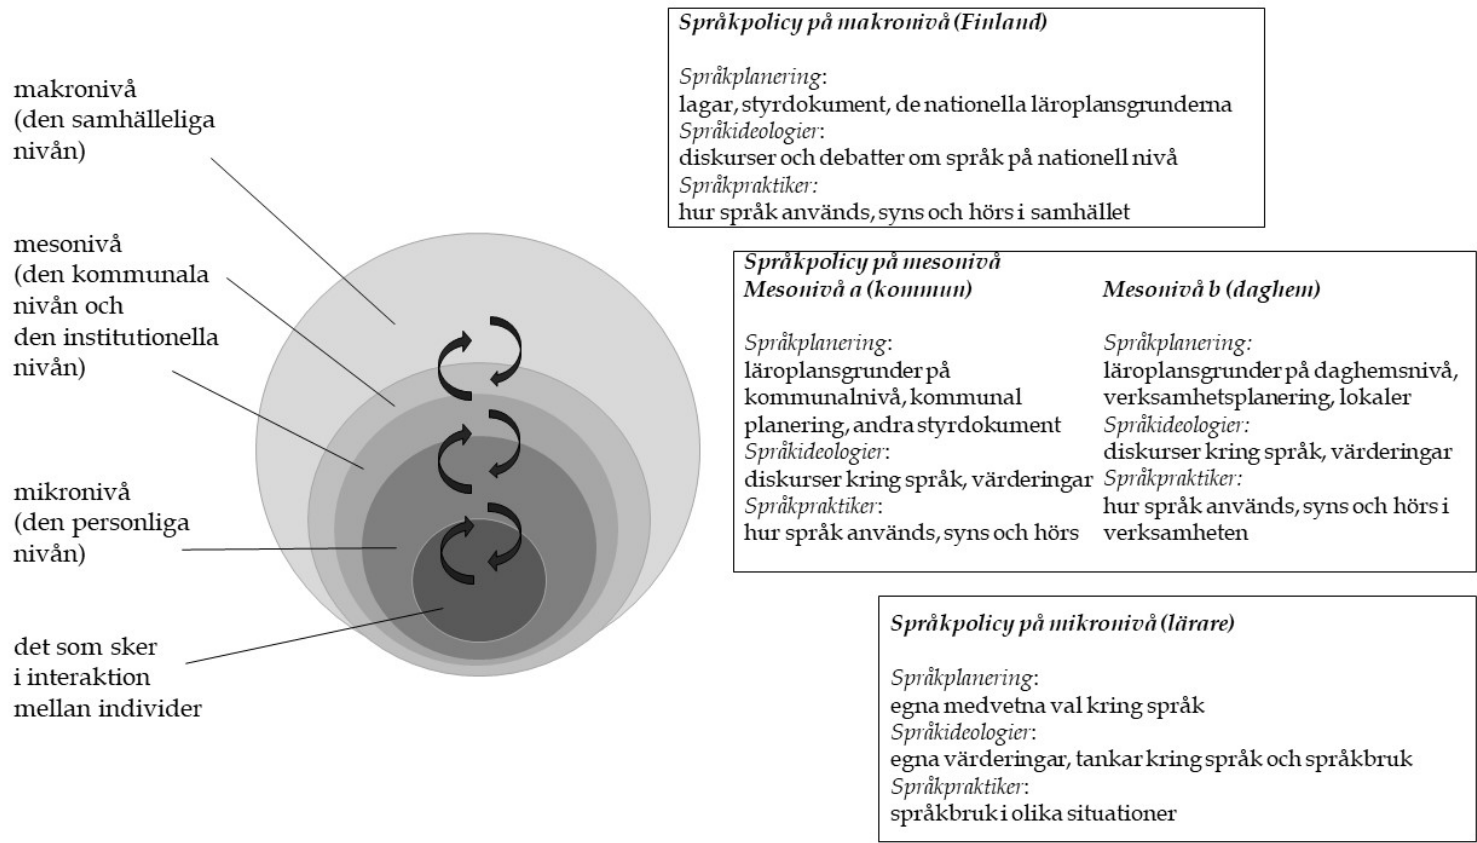 makronivå
(den samhälleliga
nivån)
mesonivå
(den kommunala
nivån och
den institutionella
nivån)
mikronivå
(den personliga
nivån)
det som sker
i interaktion
mellan individer
Språkpolicy på makronivå (Finland)
Språkplanering:
lagar, styrdokument, de nationella läroplansgrunderna
Språkideologier:
diskurser och debatter om språk på nationell nivå
Språkpraktiker:
hur språk används, syns och hörs i samhället
Språkpolicy på mesonivå
Mesonivå a (kommun)
Språkplanering:
läroplansgrunder på
kommunalnivå, kommunal
planering, andra styrdokument
Språkideologier:
diskurser kring språk, värderingar
Språkpraktiker:
hur språk används, syns och hörs
Mesonivå b (daghem)
Språkplanering:
läroplansgrunder på daghemsnivå,
verksamhetsplanering, lokaler
Språkideologier:
diskurser kring språk, värderingar
Språkpraktiker:
hur språk används, syns och hörs i
verksamheten
Språkpolicy på mikronivå (lärare)
Språkplanering:
egna medvetna val kring språk
Språkideologier:
egna värderingar, tankar kring språk och språkbruk
Språkpraktiker:
språkbruk i olika situationer